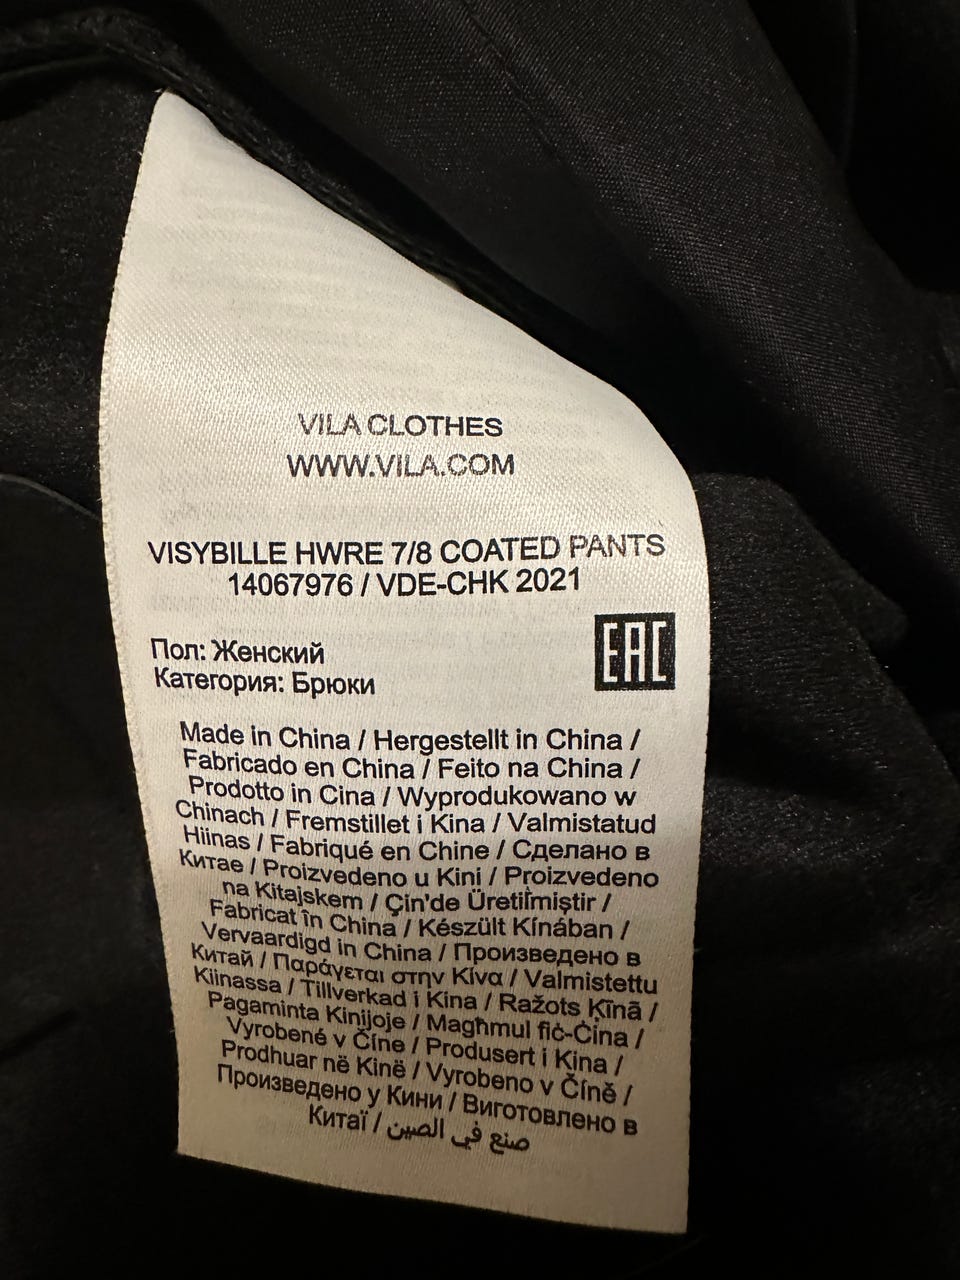 VILA CLOTHES
WWW.VILA.COM
VISYBILLE HWRE 7/8 COATED PANTS
14067976 / VDE-CHK 2021
EAC
Пол: Женский
Категория: Брюки
Made in China / Hergestellt in China /
Fabricado en China / Feito na China /
Prodotto in Cina / Wyprodukowano w
Chinach / Fremstillet i Kina / Valmistatud
Hiinas / Fabriqué en Chine / Сделано в
Китае / Proizvedeno u Kini / Proizvedeno
na Kitajskem / Çin'de Üretilmiştir /
Fabricat în China / Készült Kínában /
Vervaardigd in China / Произведено в
Китай / Παράγεται στην Κίνα / Valmistettu
Kiinassa / Tillverkad i Kina / Ražots Ķīnā /
Pagaminta Kinijoje / Magħmul fiċ-Ċina /
Vyrobené v Číne / Produsert i Kina /
Prodhuar në Kinë / Vyrobeno v Číně /
Произведено у Кини / Виготовлено в
Китаї / صنع في الصين